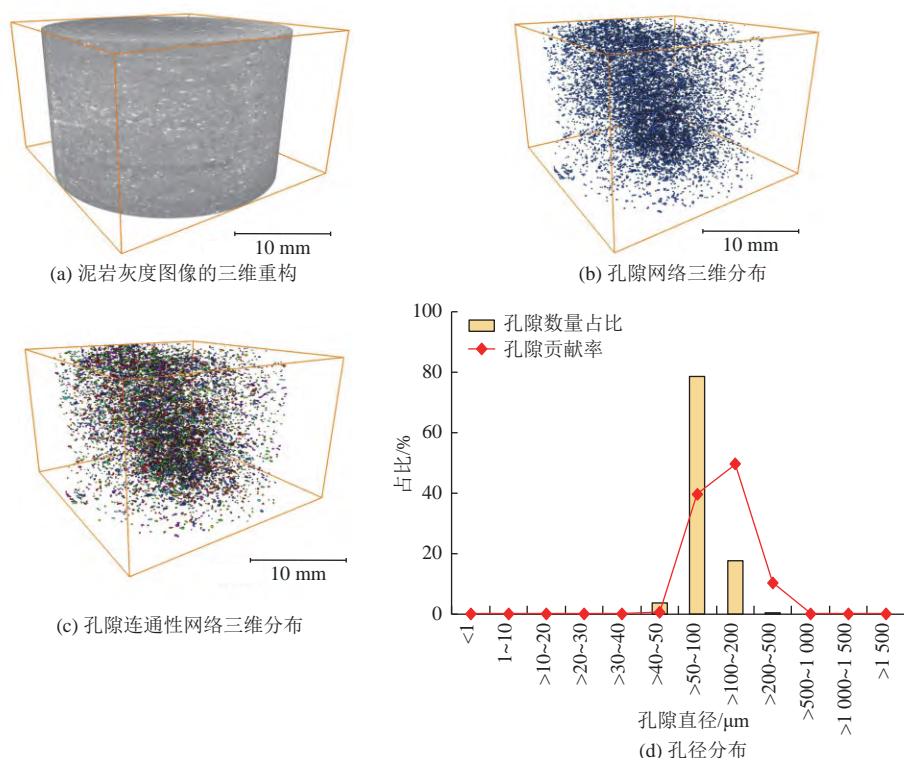 10 mm
(a) 泥岩灰度图像的三维重构
10 mm
(b) 孔隙网络三维分布
10 mm
(c) 孔隙连通性网络三维分布
100
80
60
40
20
0
占比/%
孔隙数量占比
孔隙贡献率
<1
1~10
>10~20
>20~30
>30~40
>40~50
>50~100
>100~200
>200~500
>500~1 000
>1 000~1 500
>1 500
孔隙直径/μm
(d) 孔径分布